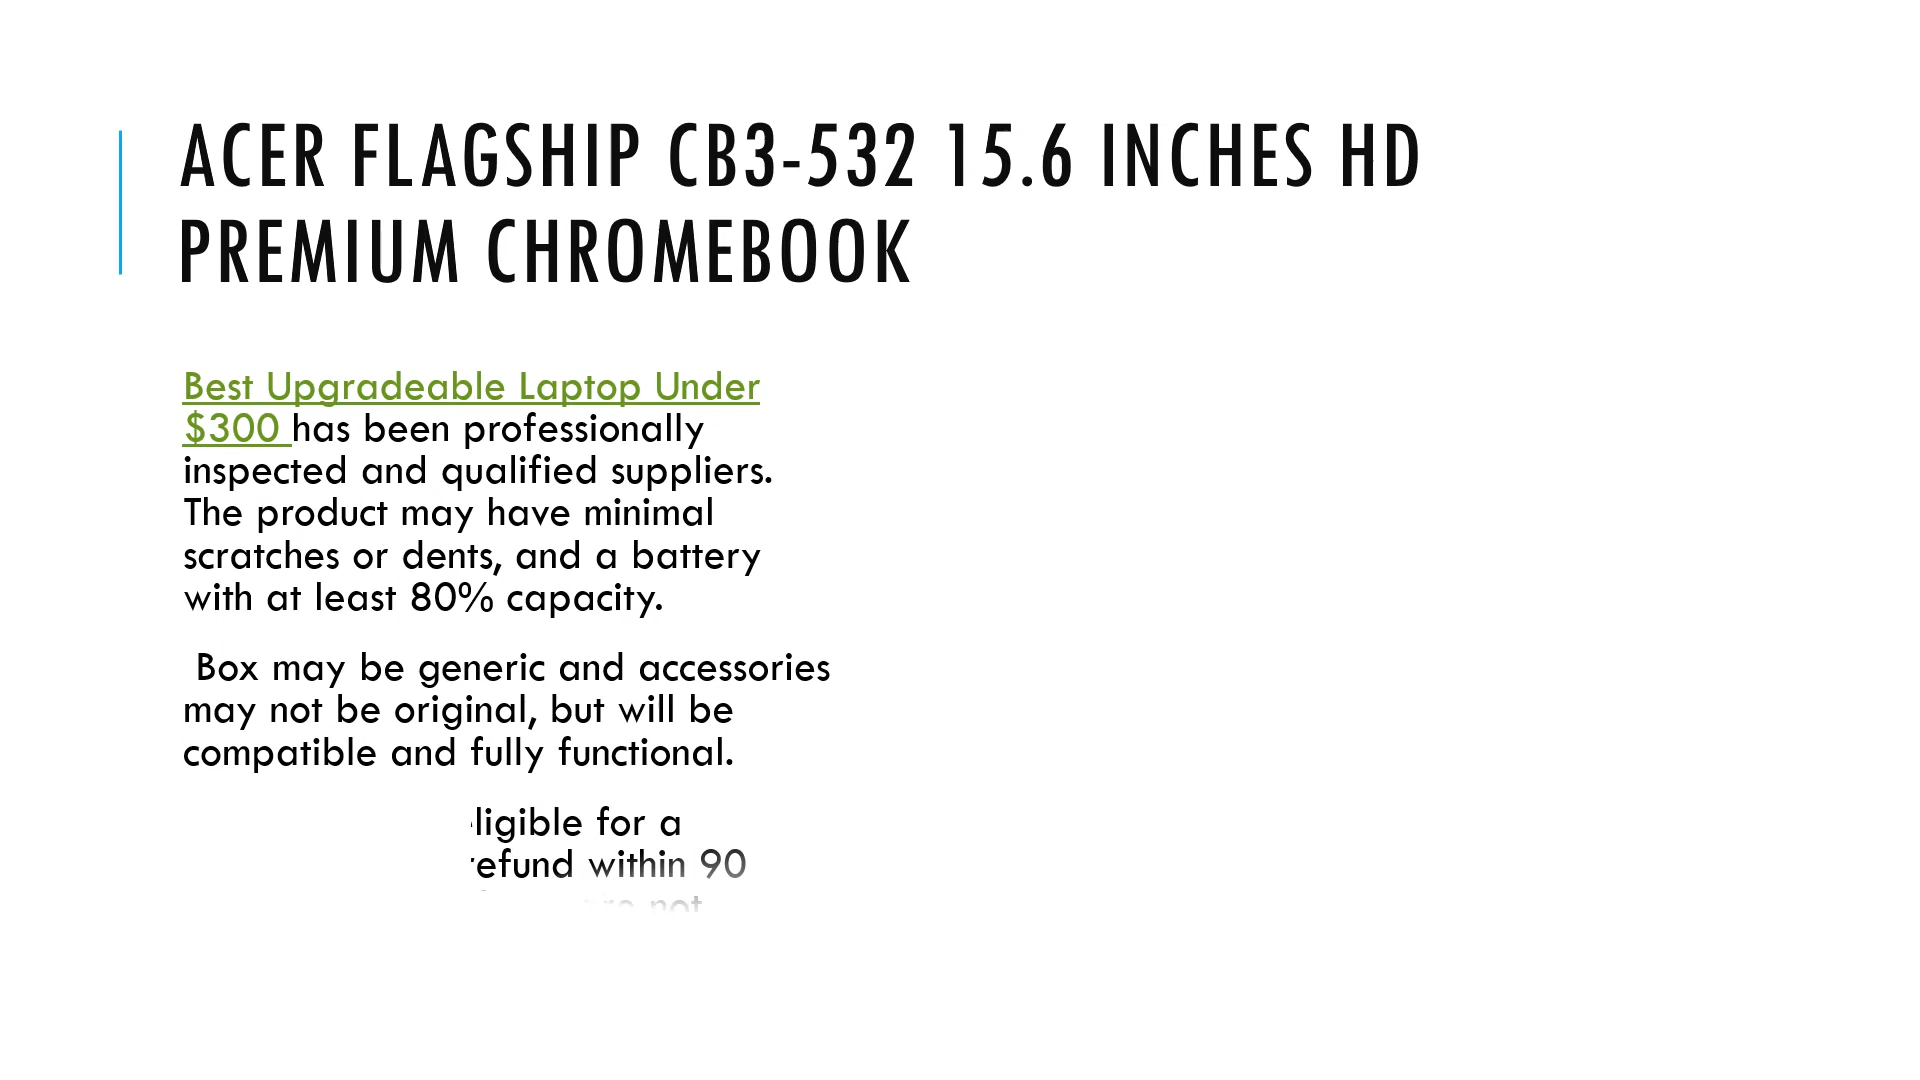 ACER FLAGSHIP CB3-532 15.6 INCHES HD
PREMIUM CHROMEBOOK
Best Upgradeable Laptop Under
$300 has been professionally
inspected and qualified suppliers.
The product may have minimal
scratches or dents, and a battery
with at least 80% capacity.
Box may be generic and accessories
may not be original, but will be
compatible and fully functional.
for a
within 90
not